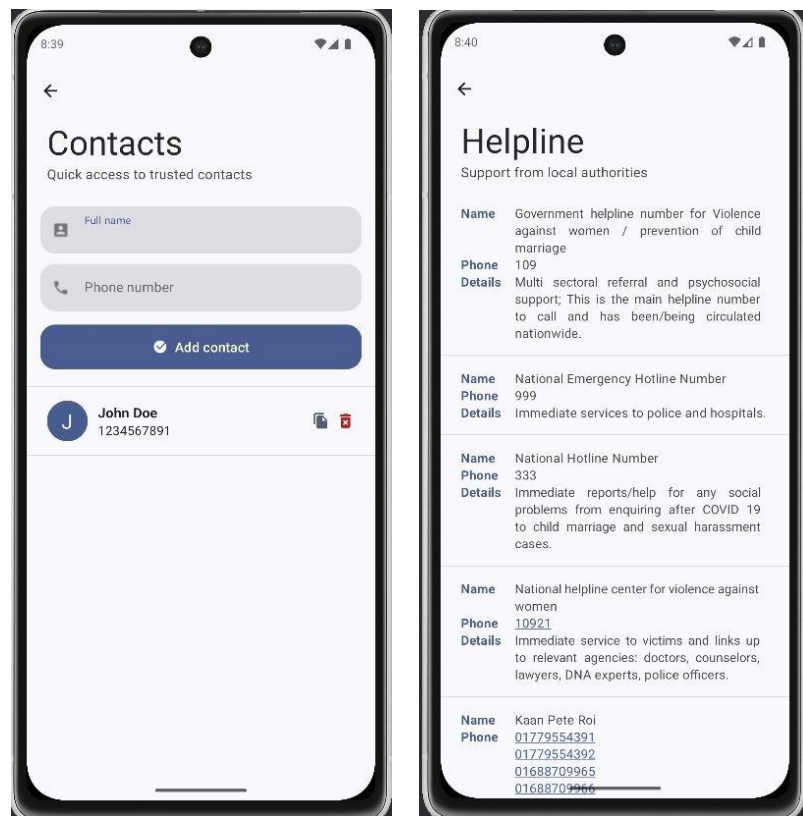 8:39
Contacts
Quick access to trusted contacts
Full name
Phone number
Add contact
J
John Doe
1234567891
8:40
Helpline
Support from local authorities
Name Government helpline number for Violence
against women / prevention of child
marriage
Phone 109
Details Multi sectoral referral and psychosocial
support; This is the main helpline number
to call and has been/being circulated
nationwide.
Name National Emergency Hotline Number
Phone 999
Details Immediate services to police and hospitals.
Name National Hotline Number
Phone 333
Details Immediate reports/help for any social
problems from enquiring after COVID 19
to child marriage and sexual harassment
cases.
Name National helpline center for violence against
women
Phone 10921
Details Immediate service to victims and links up
to relevant agencies: doctors, counselors,
lawyers, DNA experts, police officers.
Name Kaan Pete Roi
Phone 01779554391
01779554392
01688709965
01688709966